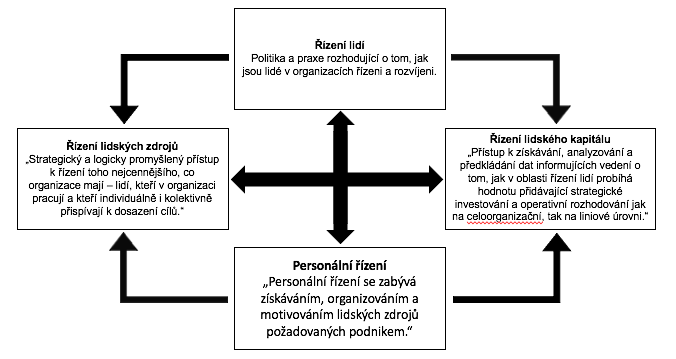 Řízení lidí
Politika a praxe rozhodující o tom, jak
jsou lidé v organizacích řízeni a rozvíjeni.
Řízení lidských zdrojů
„Strategický a logicky promyšlený přístup
k řízení toho nejcennějšího, co
organizace mají – lidí, kteří v organizaci
pracují a kteří individuálně i kolektivně
přispívají k dosazení cílů.“
Řízení lidského kapitálu
„Přístup k získávání, analyzování a
předkládání dat informujících vedení o
tom, jak v oblasti řízení lidí probíhá
hodnotu přidávající strategické
investování a operativní rozhodování jak
na celoorganizační, tak na liniové úrovni.“
Personální řízení
„Personální řízení se zabývá
získáváním, organizováním a
motivováním lidských zdrojů
požadovaných podnikem.“